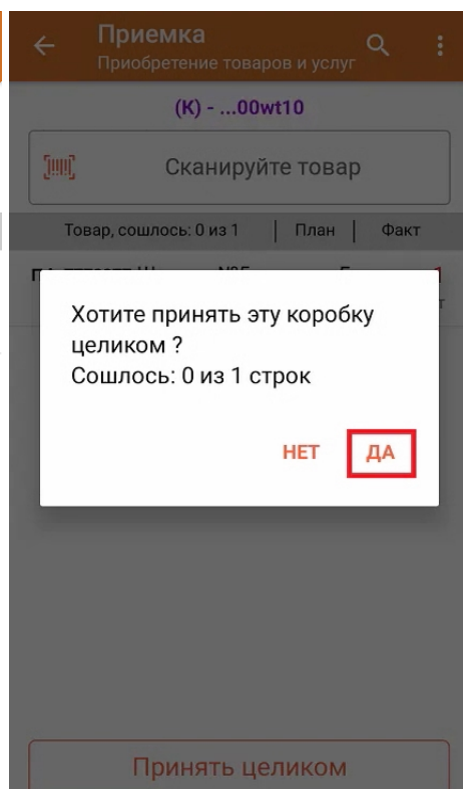 Приемка
Приобретение товаров и услуг
(К) - ...00wt10
Сканируйте товар
Товар, сошлось: 0 из 1 | План | Факт
Хотите принять эту коробку
целиком ?
Сошлось: 0 из 1 строк
НЕТ ДА
Принять целиком